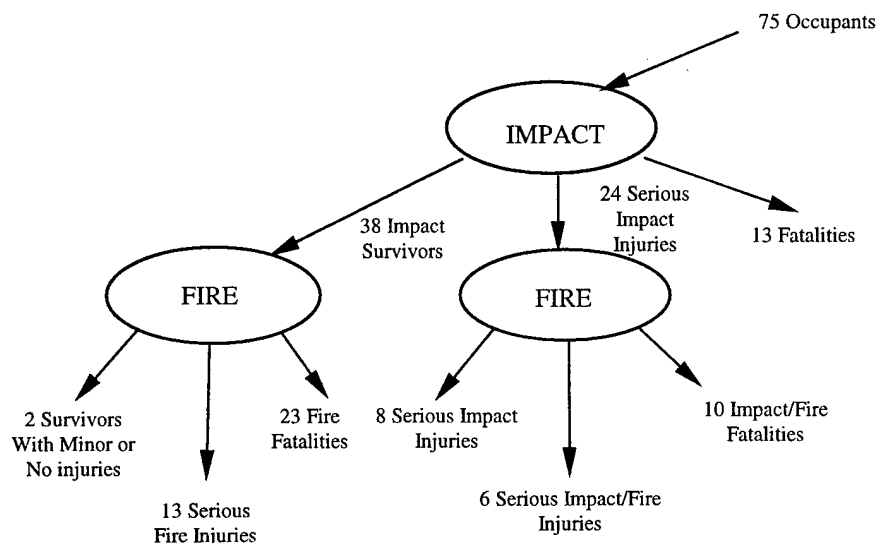 75 Occupants
IMPACT
38 Impact
Survivors
24 Serious
Impact
Injuries
13 Fatalities
FIRE
FIRE
2 Survivors
With Minor or
No injuries
13 Serious
Fire Injuries
23 Fire
Fatalities
8 Serious Impact
Injuries
6 Serious Impact/Fire
Injuries
10 Impact/Fire
Fatalities